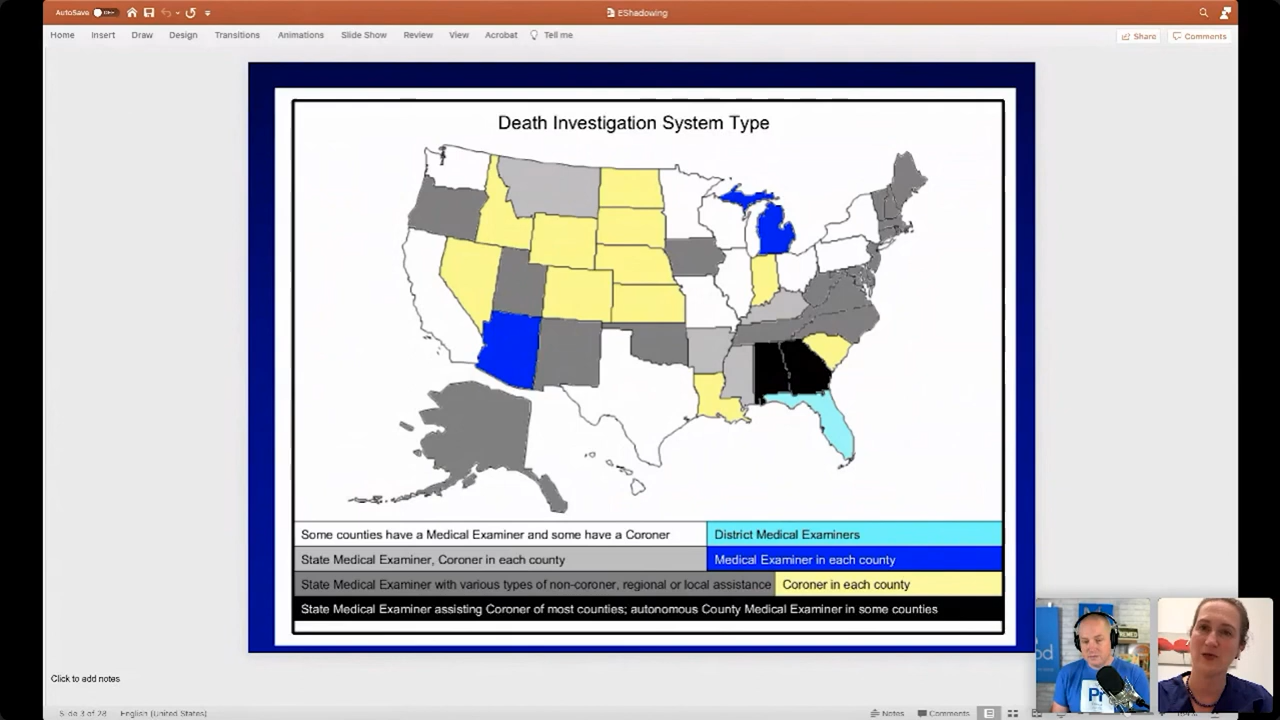 AutoSave
EShadowing
Home Insert Draw Design Transitions Animations Slide Show Review View Acrobat Tell me
Share Comments
Death Investigation System Type
Some counties have a Medical Examiner and some have a Coroner
District Medical Examiners
State Medical Examiner, Coroner in each county
Medical Examiner in each county
State Medical Examiner with various types of non-coroner, regional or local assistance
Coroner in each county
State Medical Examiner assisting Coroner of most counties; autonomous County Medical Examiner in some counties
Click to add notes
Slide 3 of 28 English (United States)
Notes Comments